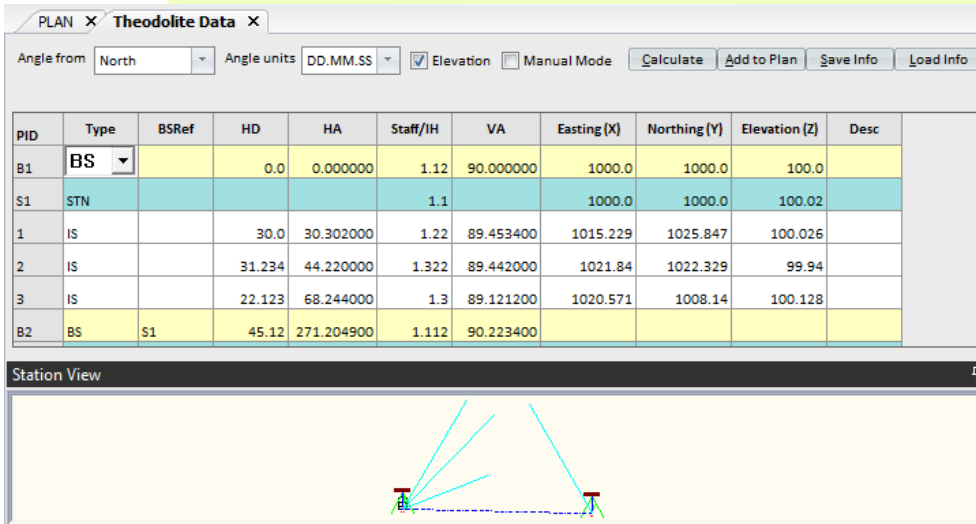 PLAN X Theodolite Data X
Angle from North Angle units DD.MM.SS Elevation Manual Mode Calculate Add to Plan Save Info Load Info
PID Type BSRef HD HA Staff/IH VA Easting (X) Northing (Y) Elevation (Z) Desc
B1 BS 0.0 0.000000 1.12 90.000000 1000.0 1000.0 100.0
S1 STN 1.1 1000.0 1000.0 100.02
1 IS 30.0 30.302000 1.22 89.453400 1015.229 1025.847 100.026
2 IS 31.234 44.220000 1.322 89.442000 1021.84 1022.329 99.94
3 IS 22.123 68.244000 1.3 89.121200 1020.571 1008.14 100.128
B2 BS S1 45.12 271.204900 1.112 90.223400
Station View